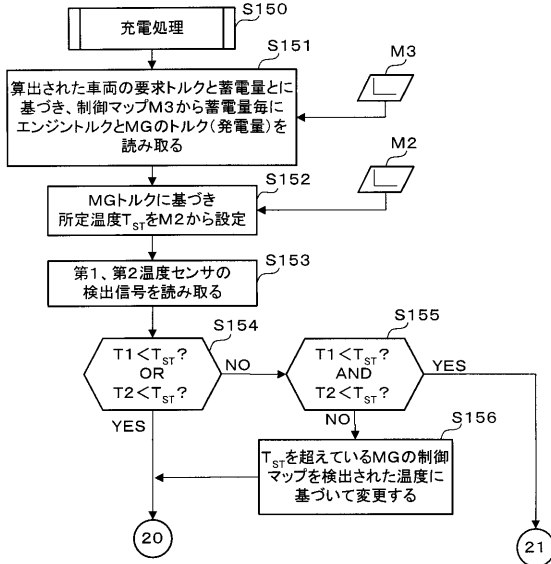 充電処理
S150
S151
算出された車両の要求トルクと蓄電量とに
基づき、制御マップM3から蓄電量毎に
エンジントルクとMGのトルク(発電量)を
読み取る
M3
S152
MGトルクに基づき
所定温度T_STをM2から設定
M2
S153
第1、第2温度センサの
検出信号を読み取る
S154
T1<T_ST?
OR
T2<T_ST?
NO
YES
S155
T1<T_ST?
AND
T2<T_ST?
YES
NO
S156
T_STを超えているMGの制御
マップを検出された温度に
基づいて変更する
20
21